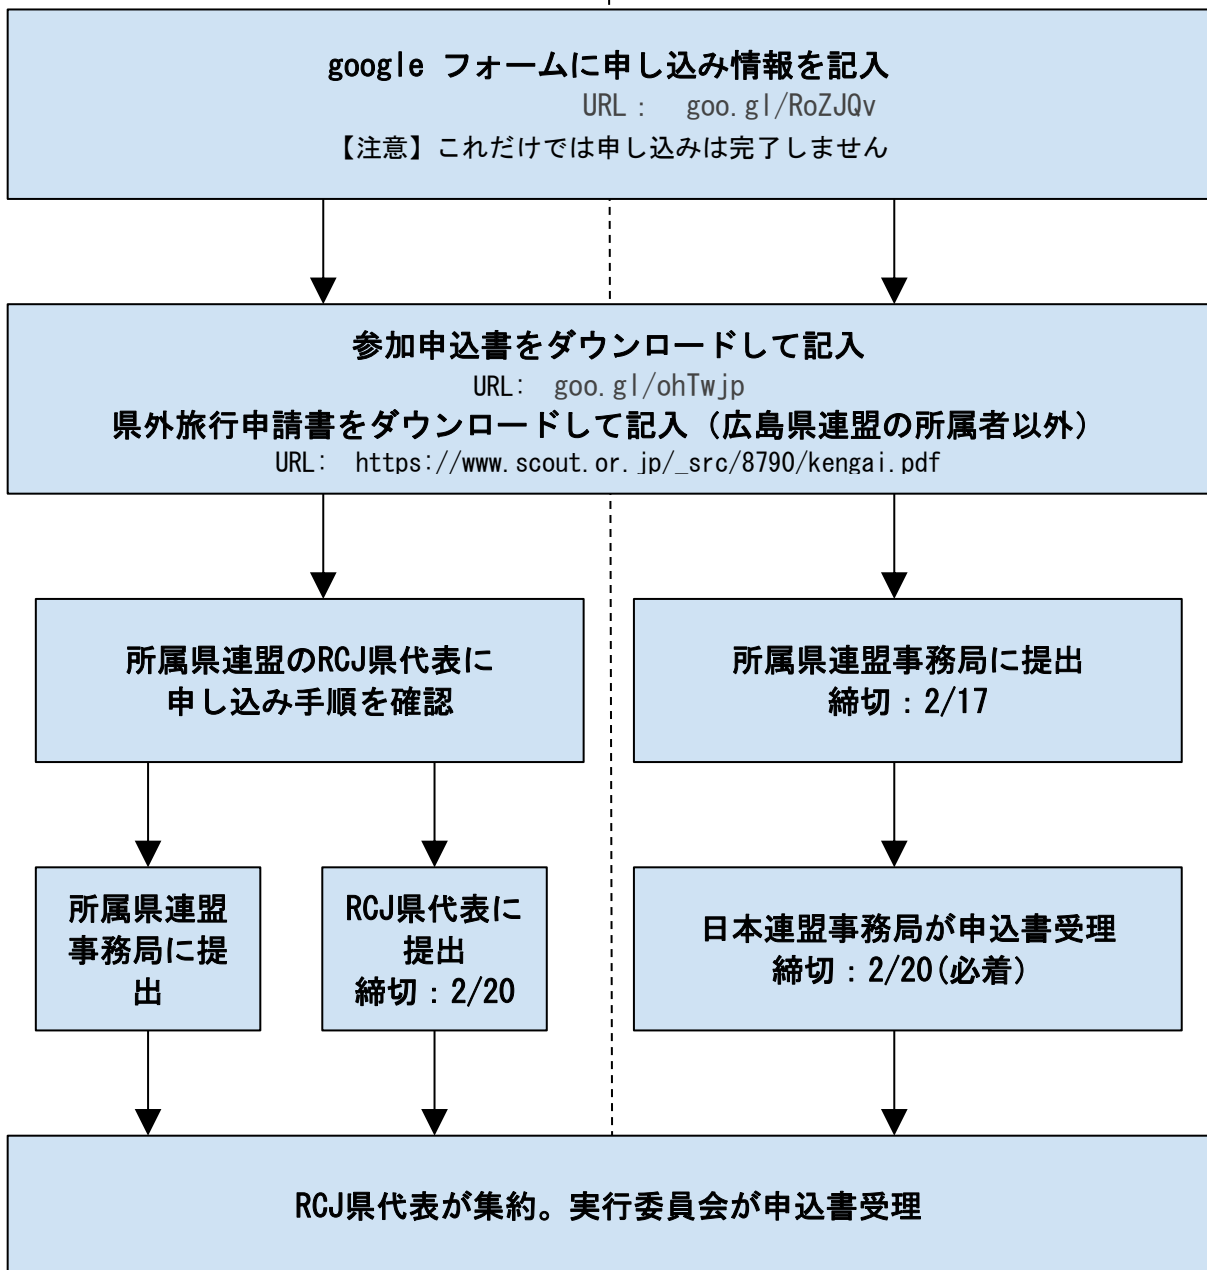 google フォームに申し込み情報を記入
URL： goo.gl/RoZJQv
【注意】これだけでは申し込みは完了しません
参加申込書をダウンロードして記入
URL: goo.gl/ohTwjp
県外旅行申請書をダウンロードして記入（広島県連盟の所属者以外）
URL: https://www.scout.or.jp/_src/8790/kengai.pdf
所属県連盟のRCJ県代表に
申し込み手順を確認
所属県連盟事務局に提出
締切：2/17
所属県連盟
事務局に提
出
RCJ県代表に
提出
締切：2/20
日本連盟事務局が申込書受理
締切：2/20(必着)
RCJ県代表が集約。実行委員会が申込書受理